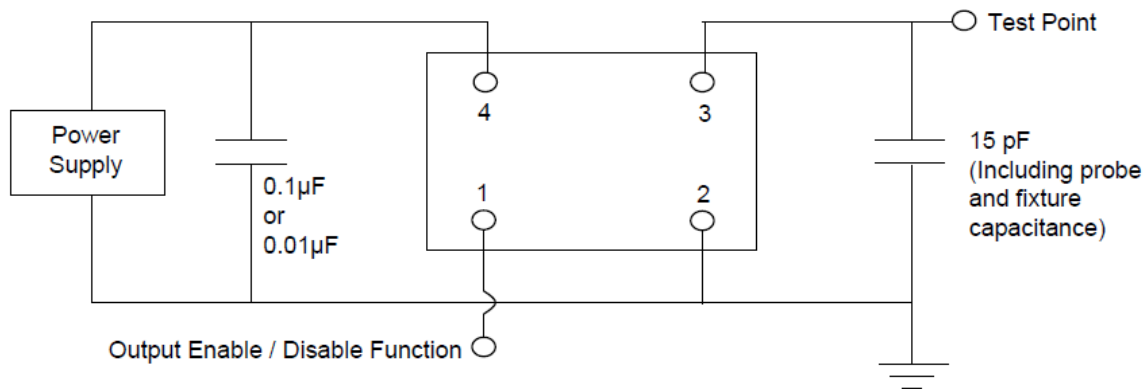 Test Point
4
3
Power
Supply
0.1µF
or
0.01µF
1
2
15 pF
(Including probe
and fixture
capacitance)
Output Enable / Disable Function